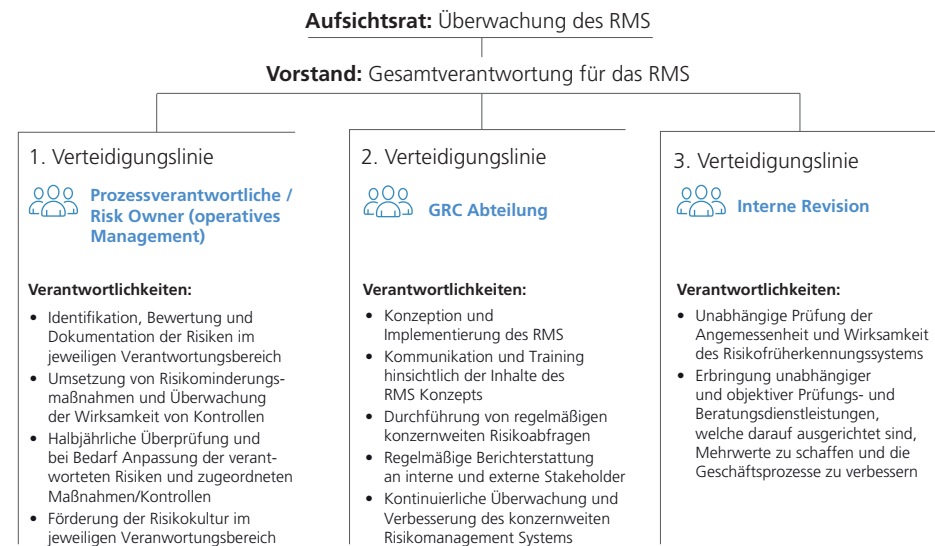 Aufsichtsrat: Überwachung des RMS
Vorstand: Gesamtverantwortung für das RMS
1. Verteidigungslinie
Prozessverantwortliche /
Risk Owner (operatives
Management)
Verantwortlichkeiten:
• Identifikation, Bewertung und
Dokumentation der Risiken im
jeweiligen Verantwortungsbereich
• Umsetzung von Risikominderungs-
maßnahmen und Überwachung
der Wirksamkeit von Kontrollen
• Halbjährliche Überprüfung und
bei Bedarf Anpassung der verant-
worteten Risiken und zugeordneten
Maßnahmen/Kontrollen
• Förderung der Risikokultur im
jeweiligen Veranwortungsbereich
2. Verteidigungslinie
GRC Abteilung
Verantwortlichkeiten:
• Konzeption und
Implementierung des RMS
• Kommunikation und Training
hinsichtlich der Inhalte des
RMS Konzepts
• Durchführung von regelmäßigen
konzernweiten Risikoabfragen
• Regelmäßige Berichterstattung
an interne und externe Stakeholder
• Kontinuierliche Überwachung und
Verbesserung des konzernweiten
Risikomanagement Systems
3. Verteidigungslinie
Interne Revision
Verantwortlichkeiten:
• Unabhängige Prüfung der
Angemessenheit und Wirksamkeit
des Risikofrüherkennungssystems
• Erbringung unabhängiger
und objektiver Prüfungs- und
Beratungsdienstleistungen,
welche darauf ausgerichtet sind,
Mehrwerte zu schaffen und die
Geschäftsprozesse zu verbessern